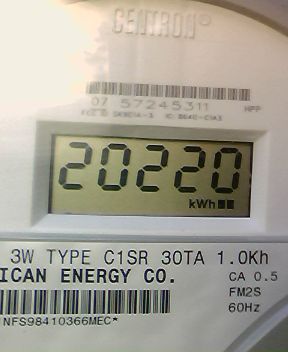 CENTRON®
07 57245311
HPP
20220
kWh
3W TYPE C1SR 30TA 1.0Kh
ICAN ENERGY CO.
CA 0.5
FM2S
60Hz
NFS98410366MEC*